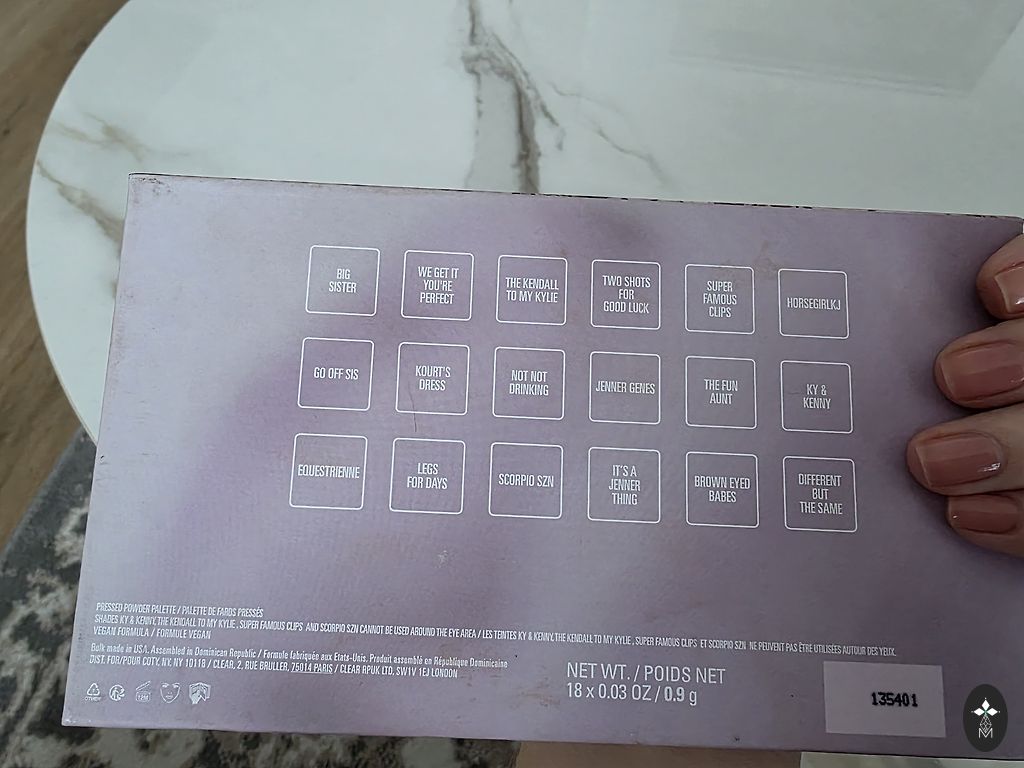 BIG
SISTER
WE GET IT
YOU'RE
PERFECT
THE KENDALL
TO MY KYLIE
TWO SHOTS
FOR
GOOD LUCK
SUPER
FAMOUS
CLIPS
HORSEGIRLKJ
GO OFF SIS
KOURT'S
DRESS
NOT NOT
DRINKING
JENNER GENES
THE FUN
AUNT
KY &
KENNY
EQUESTRIENNE
LEGS
FOR DAYS
SCORPIO SZN
IT'S A
JENNER
THING
BROWN EYED
BABES
DIFFERENT
BUT
THE SAME
PRESSED POWDER PALETTE / PALETTE DE FARDS PRESSÉS
SHADES KY & KENNY, THE KENDALL TO MY KYLIE, SUPER FAMOUS CLIPS AND SCORPIO SZN CANNOT BE USED AROUND THE EYE AREA / LES TEINTES KY & KENNY, THE KENDALL TO MY KYLIE, SUPER FAMOUS CLIPS ET SCORPIO SZN NE PEUVENT PAS ÊTRE UTILISÉES AUTOUR DES YEUX.
VEGAN FORMULA / FORMULE VEGAN
Bulk made in USA. Assembled in Dominican Republic / Formule fabriquée aux Etats-Unis. Produit assemblé en République Dominicaine
DIST. FOR/POUR COTY, NY, NY 10118 / CLEAR, 2, RUE BRULLER, 75014 PARIS / CLEAR RPUK LTD, SW1V 1EJ LONDON
12M
NET WT. / POIDS NET
18 x 0.03 OZ / 0.9 g
135401
M